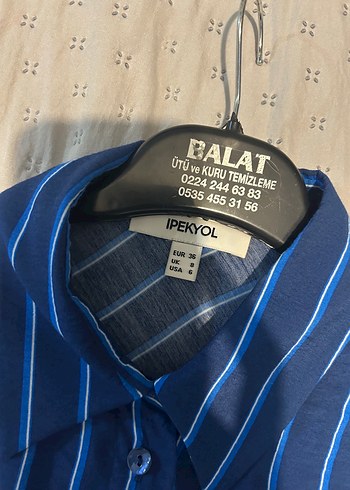 BALAT
ÜTÜ ve KURU TEMİZLEME
0224 244 63 83
0535 455 31 56
IPEKYOL
EUR 36
UK 8
USA 6